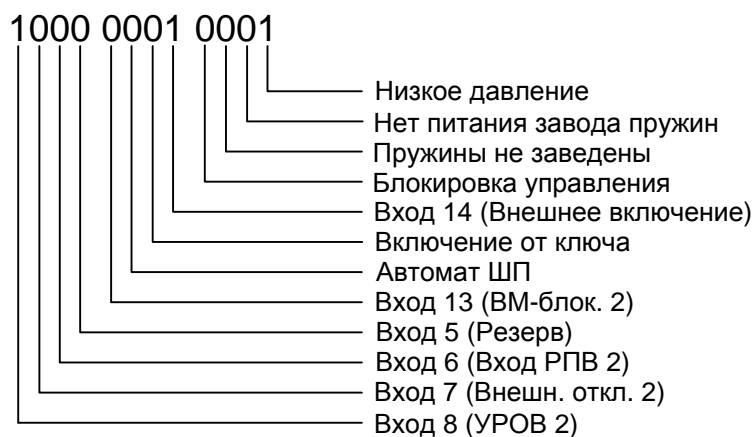 1000 0001 0001
Низкое давление
Нет питания завода пружин
Пружины не заведены
Блокировка управления
Вход 14 (Внешнее включение)
Включение от ключа
Автомат ШП
Вход 13 (ВМ-блок. 2)
Вход 5 (Резерв)
Вход 6 (Вход РПВ 2)
Вход 7 (Внешн. откл. 2)
Вход 8 (УРОВ 2)